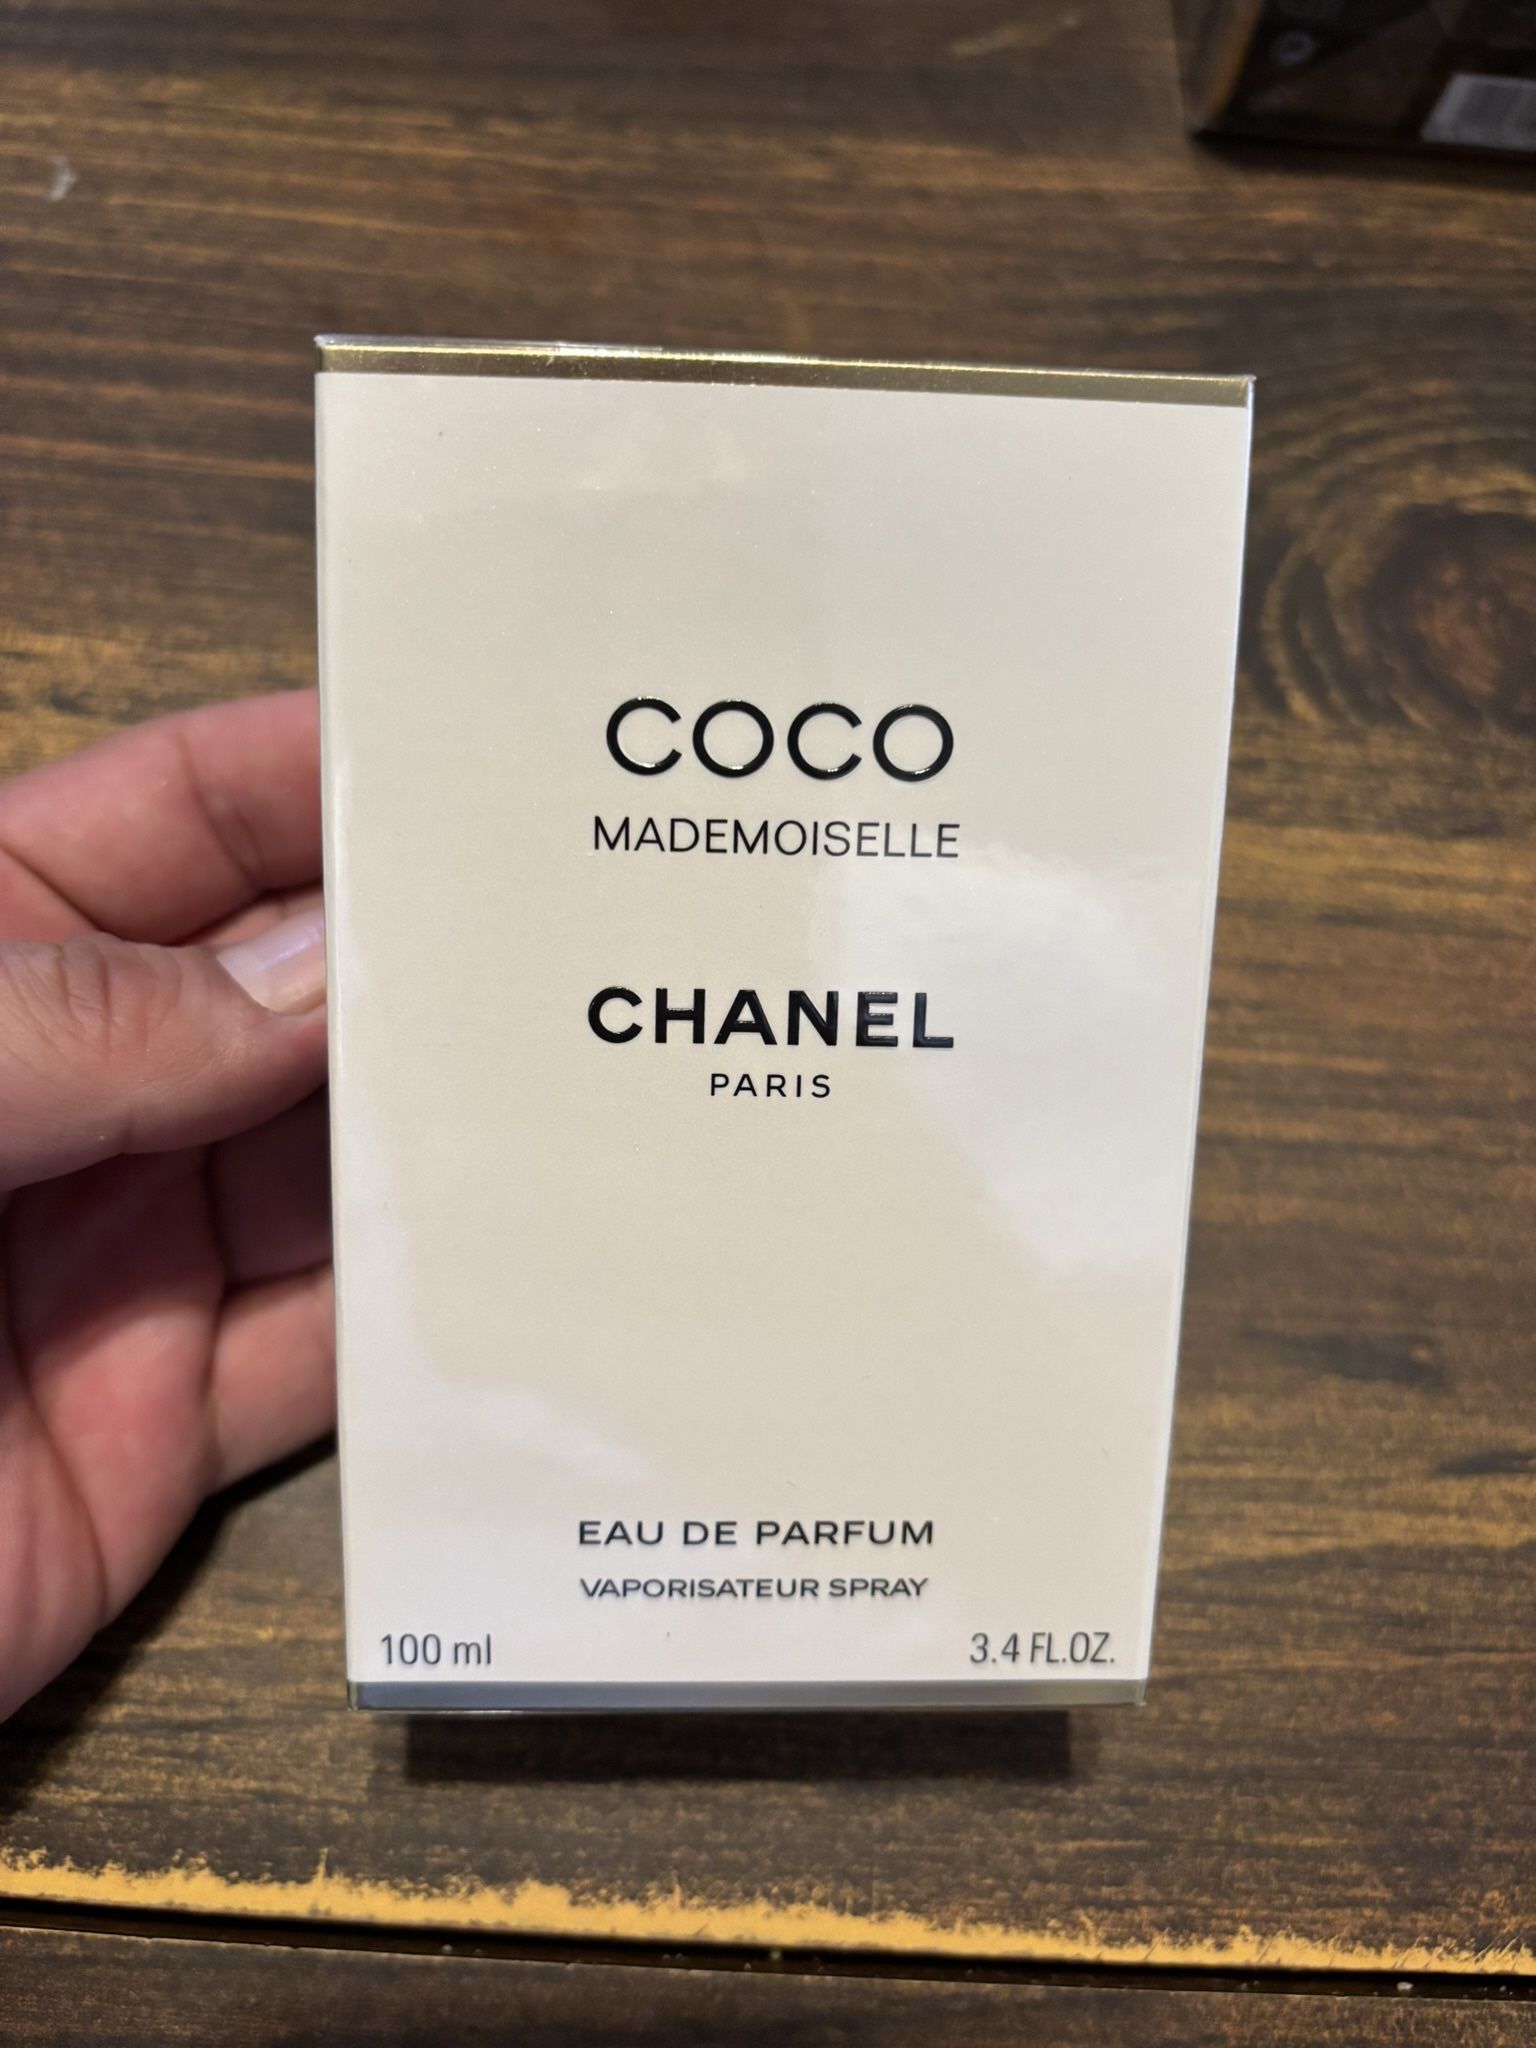 COCO
MADEMOISELLE
CHANEL
PARIS
EAU DE PARFUM
VAPORISATEUR SPRAY
100 ml 3.4 FL.OZ.